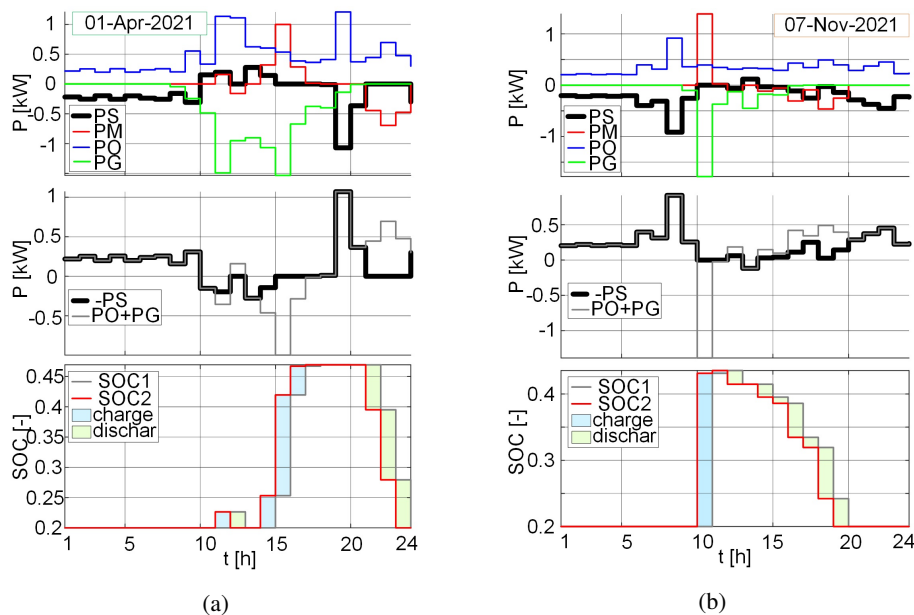 01-Apr-2021
P [kW]
1
0.5
0
-0.5
-1
PS
PM
PO
PG
P [kW]
1
0.5
0
-0.5
-PS
PO+PG
SOC [-]
0.45
0.4
0.35
0.3
0.25
0.2
SOC1
SOC2
charge
dischar
1 5 10 15 20 24
t [h]
(a)
07-Nov-2021
P [kW]
1
0
-1
PS
PM
PO
PG
P [kW]
0.5
0
-0.5
-1
-PS
PO+PG
SOC [-]
0.4
0.3
0.2
SOC1
SOC2
charge
dischar
1 5 10 15 20 24
t [h]
(b)